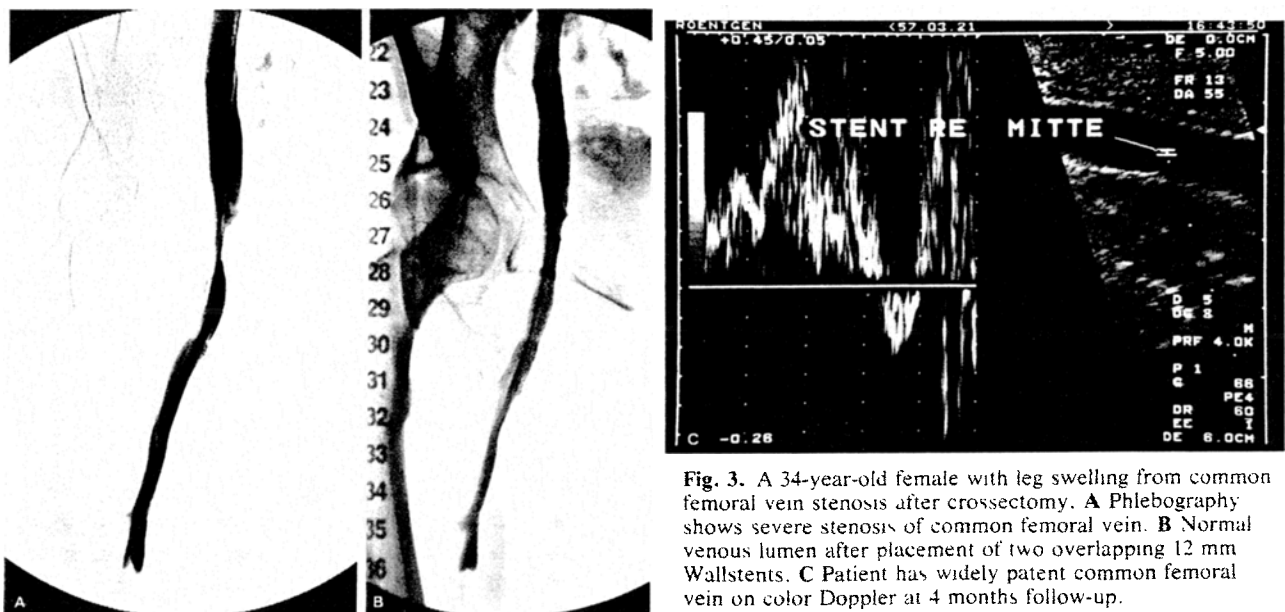 A
22
23
24
25
26
27
28
29
30
31
32
33
34
35
36
B
ROENTGEN <57.03.21 > 16:43:50
+0.45/0.05
DE 0.0CM
F 5.00
FR 13
DA 55
STENT RE MITTE
D 5
DG 8
M
PRF 4.0K
P 1
G 66
PE4
DR 60
EE I
C -0.26
DE 6.0CM
Fig. 3. A 34-year-old female with leg swelling from common
femoral vein stenosis after crossectomy. A Phlebography
shows severe stenosis of common femoral vein. B Normal
venous lumen after placement of two overlapping 12 mm
Wallstents. C Patient has widely patent common femoral
vein on color Doppler at 4 months follow-up.